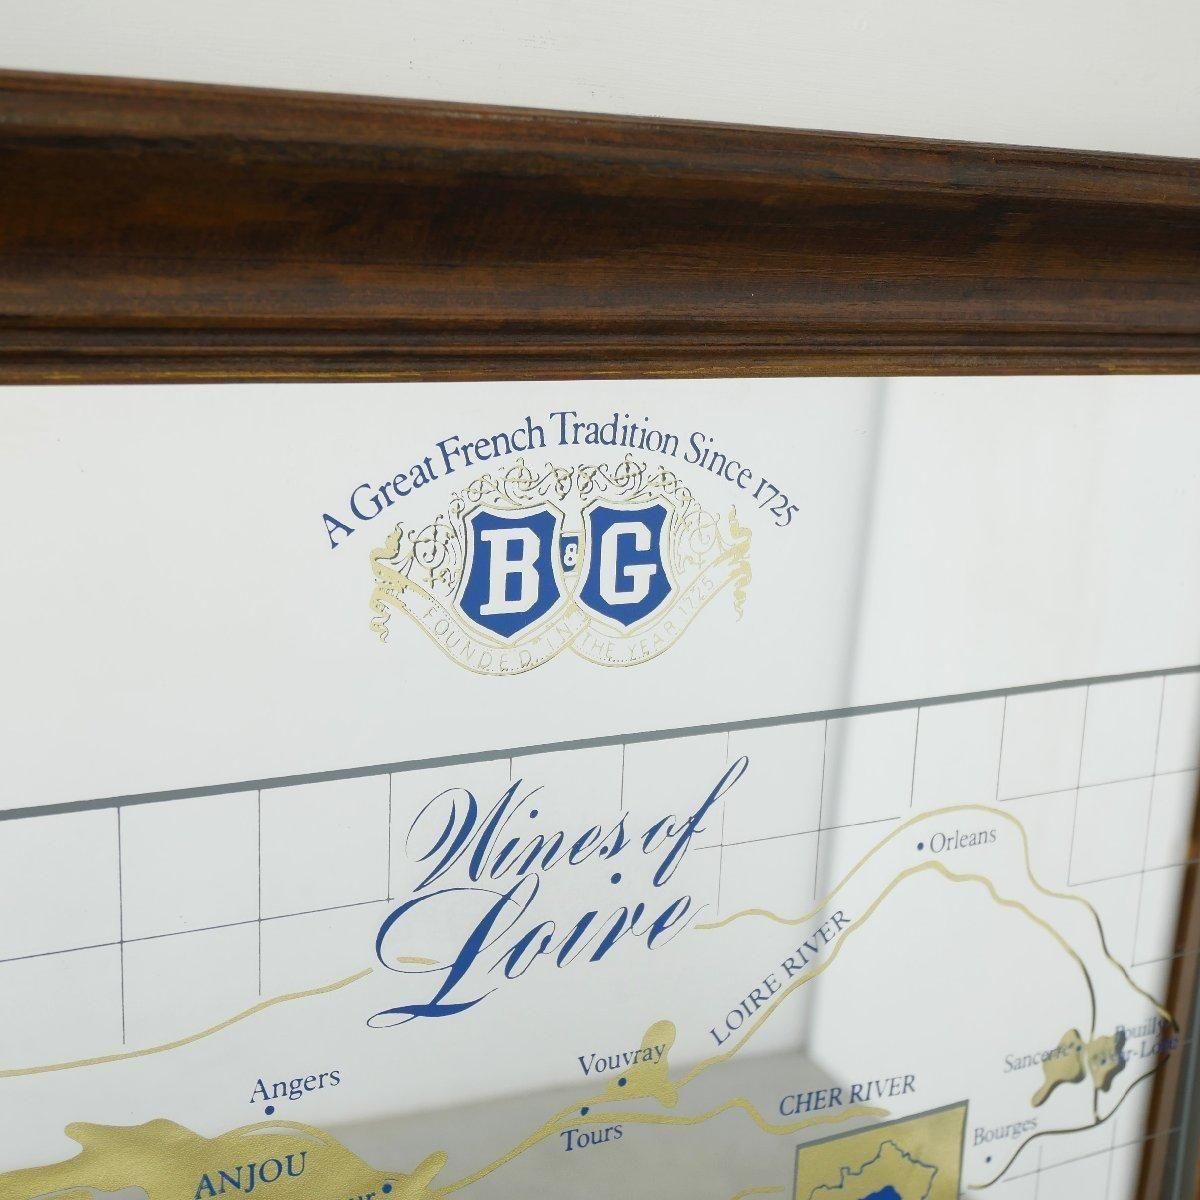 A Great French Tradition Since 1725
B & G
FOUNDED IN THE YEAR 1725
Wines of
Loire
Orleans
LOIRE RIVER
Sancerre
Vouvray
Angers
CHER RIVER
Tours
Bourges
ANJOU